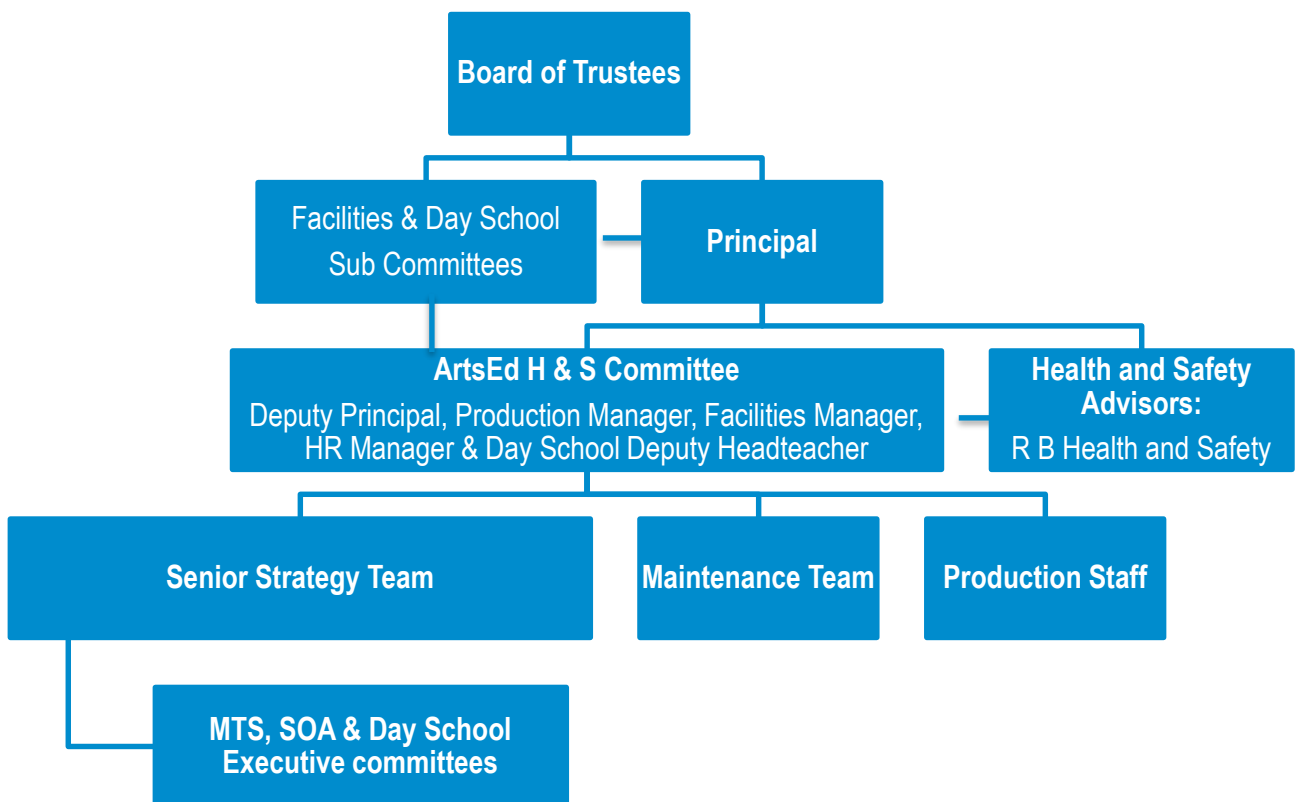 Board of Trustees
Facilities & Day School
Sub Committees
Principal
ArtsEd H & S Committee
Deputy Principal, Production Manager, Facilities Manager,
HR Manager & Day School Deputy Headteacher
Health and Safety
Advisors:
R B Health and Safety
Senior Strategy Team
Maintenance Team
Production Staff
MTS, SOA & Day School
Executive committees